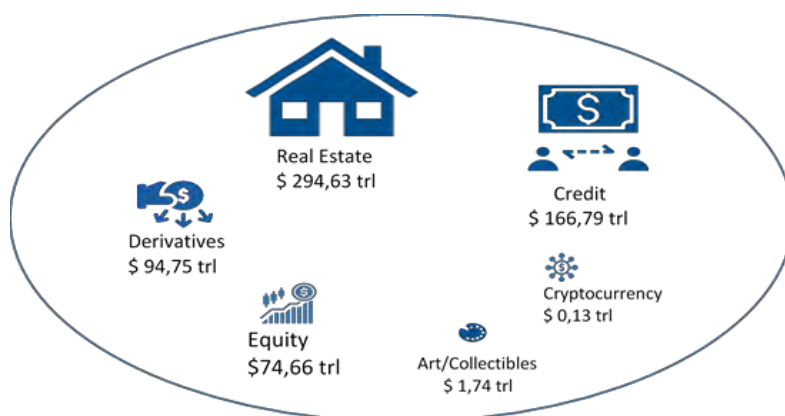 Real Estate
$ 294,63 trl
Credit
$ 166,79 trl
Derivatives
$ 94,75 trl
Cryptocurrency
$ 0,13 trl
Equity
$74,66 trl
Art/Collectibles
$ 1,74 trl